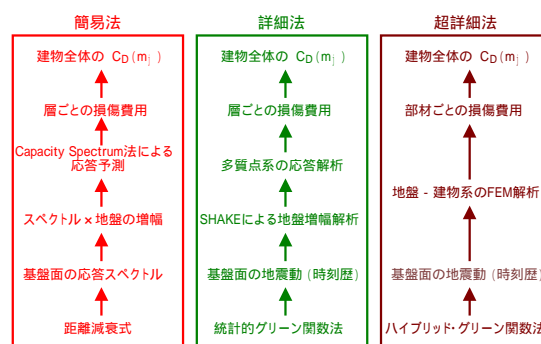 簡易法
建物全体の CD(mj)
層ごとの損傷費用
Capacity Spectrum法による
応答予測
スペクトル×地盤の増幅
基盤面の応答スペクトル
距離減衰式
詳細法
建物全体の CD(mj)
層ごとの損傷費用
多質点系の応答解析
SHAKEによる地盤増幅解析
基盤面の地震動(時刻歴)
統計的グリーン関数法
超詳細法
建物全体の CD(mj)
部材ごとの損傷費用
地盤 - 建物系のFEM解析
基盤面の地震動(時刻歴)
ハイブリッド・グリーン関数法